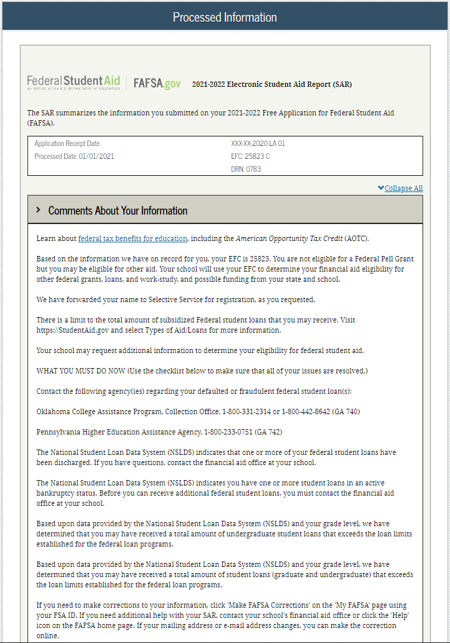 Processed Information
Federal Student Aid
FAFSA.gov
2021-2022 Electronic Student Aid Report (SAR)
The SAR summarizes the information you submitted on your 2021-2022 Free Application for Federal Student Aid
(FAFSA).
Application Receipt Date: XXX-XX-2020 LA 01
Processed Date: 01/01/2021 EFC: 25823 C
DRN: 0783
Collapse All
Comments About Your Information
Learn about federal tax benefits for education, including the American Opportunity Tax Credit (AOTC).
Based on the information we have on record for you, your EFC is 25823. You are not eligible for a Federal Pell Grant
but you may be eligible for other aid. Your school will use your EFC to determine your financial aid eligibility for
other federal grants, loans, and work-study, and possible funding from your state and school.
We have forwarded your name to Selective Service for registration, as you requested.
There is a limit to the total amount of subsidized Federal student loans that you may receive. Visit
https://StudentAid.gov and select Types of Aid/Loans for more information.
Your school may request additional information to determine your eligibility for federal student aid.
WHAT YOU MUST DO NOW (Use the checklist below to make sure that all of your issues are resolved.)
Contact the following agency(ies) regarding your defaulted or fraudulent federal student loan(s):
Oklahoma College Assistance Program, Collection Office, 1-800-331-2314 or 1-800-442-8642 (GA 740)
Pennsylvania Higher Education Assistance Agency, 1-800-233-0751 (GA 742)
The National Student Loan Data System (NSLDS) indicates that one or more of your federal student loans have
been discharged. If you have questions, contact the financial aid office at your school.
The National Student Loan Data System (NSLDS) indicates you have one or more student loans in an active
bankruptcy status. Before you can receive additional federal student loans, you must contact the financial aid
office at your school.
Based upon data provided by the National Student Loan Data System (NSLDS) and your grade level, we have
determined that you may have received a total amount of undergraduate student loans that exceeds the loan limits
established for the federal loan programs.
Based upon data provided by the National Student Loan Data System (NSLDS) and your grade level, we have
determined that you may have received a total amount of student loans (graduate and undergraduate) that exceeds
the loan limits established for the federal loan programs.
If you need to make corrections to your information, click 'Make FAFSA Corrections' on the 'My FAFSA' page using
your FSA ID. If you need additional help with your SAR, contact your school's financial aid office or click the 'Help'
icon on the FAFSA home page. If your mailing address or e-mail address changes, you can make the correction
online.